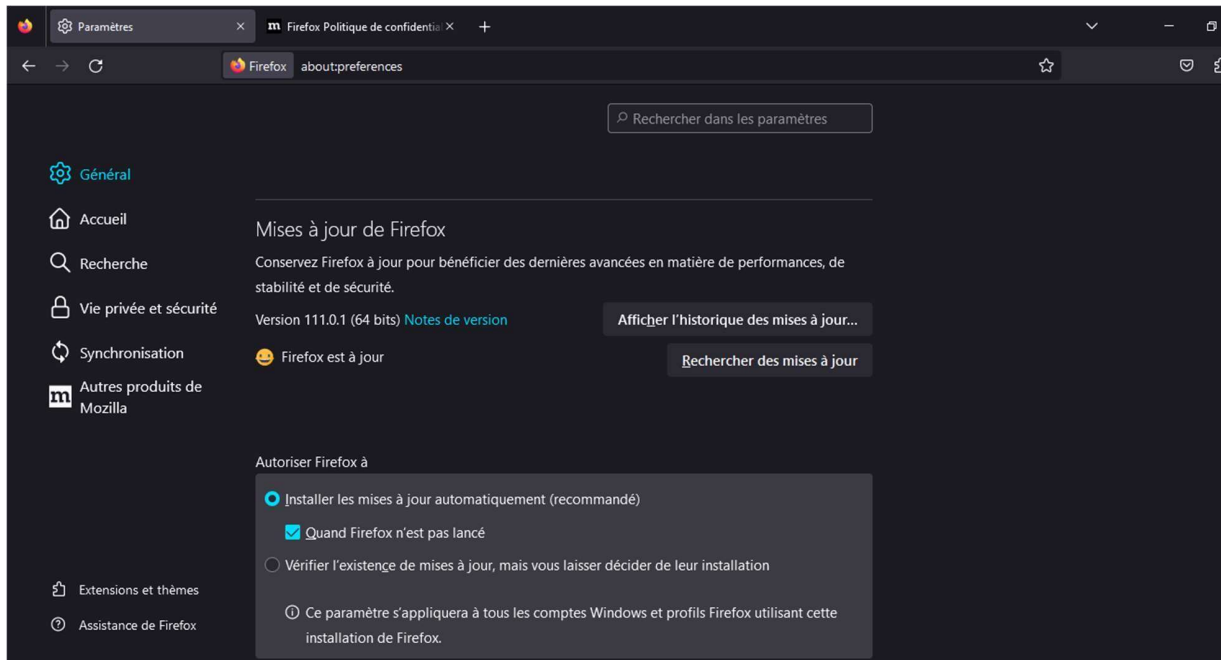 Paramètres
m Firefox Politique de confidential
Firefox about:preferences
Rechercher dans les paramètres
Général
Accueil
Recherche
Vie privée et sécurité
Synchronisation
m Autres produits de
Mozilla
Extensions et thèmes
Assistance de Firefox
Mises à jour de Firefox
Conservez Firefox à jour pour bénéficier des dernières avancées en matière de performances, de
stabilité et de sécurité.
Version 111.0.1 (64 bits) Notes de version
Afficher l'historique des mises à jour...
Firefox est à jour
Rechercher des mises à jour
Autoriser Firefox à
Installer les mises à jour automatiquement (recommandé)
Quand Firefox n'est pas lancé
Vérifier l'existence de mises à jour, mais vous laisser décider de leur installation
Ce paramètre s'appliquera à tous les comptes Windows et profils Firefox utilisant cette
installation de Firefox.